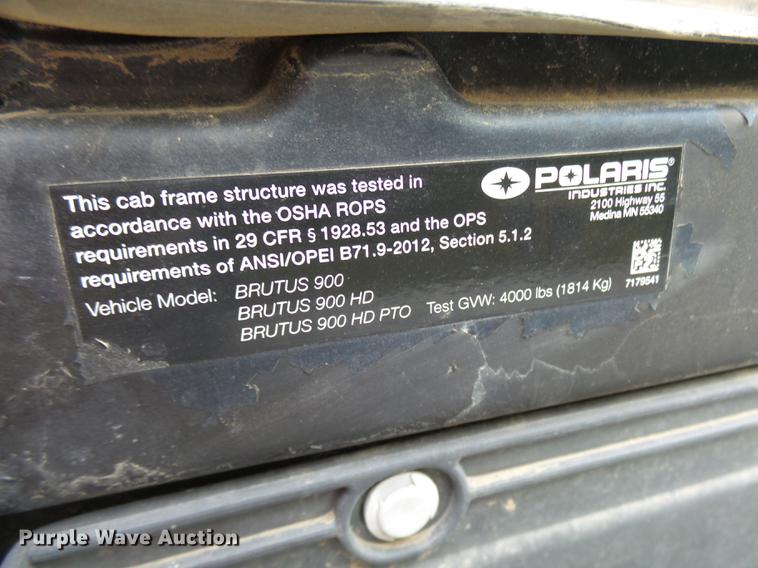 This cab frame structure was tested in
accordance with the OSHA ROPS
requirements in 29 CFR § 1928.53 and the OPS
requirements of ANSI/OPEI B71.9-2012, Section 5.1.2
Vehicle Model: BRUTUS 900
BRUTUS 900 HD
BRUTUS 900 HD PTO Test GVW: 4000 lbs (1814 Kg)
POLARIS®
INDUSTRIES INC.
2100 Highway 55
Medina MN 55340
7179541
Purple Wave Auction